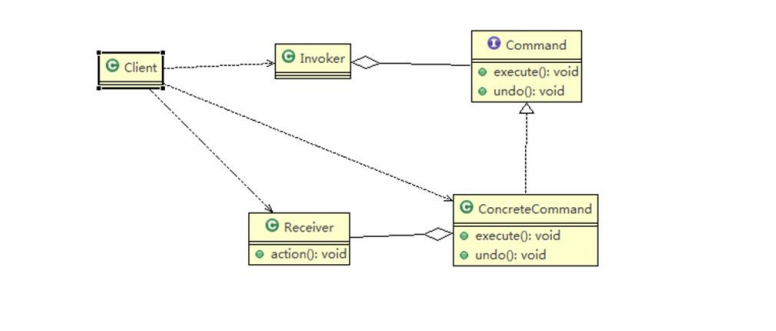 Client
Invoker
Command
execute(): void
undo(): void
Receiver
action(): void
ConcreteCommand
execute(): void
undo(): void